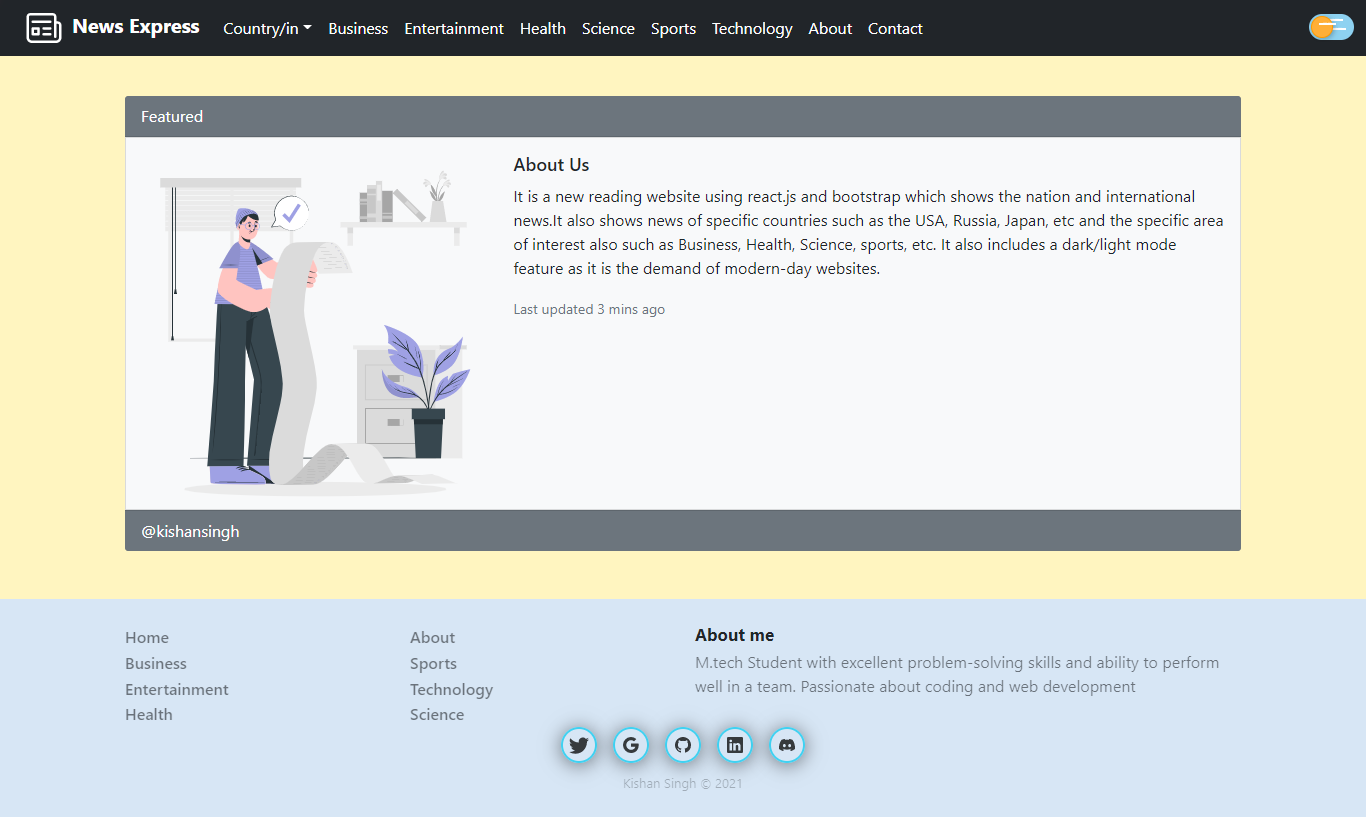 News Express Country/in Business Entertainment Health Science Sports Technology About Contact
Featured
About Us
It is a new reading website using react.js and bootstrap which shows the nation and international
news.It also shows news of specific countries such as the USA, Russia, Japan, etc and the specific area
of interest also such as Business, Health, Science, sports, etc. It also includes a dark/light mode
feature as it is the demand of modern-day websites.
Last updated 3 mins ago
@kishansingh
Home
Business
Entertainment
Health
About
Sports
Technology
Science
About me
M.tech Student with excellent problem-solving skills and ability to perform
well in a team. Passionate about coding and web development
Kishan Singh © 2021